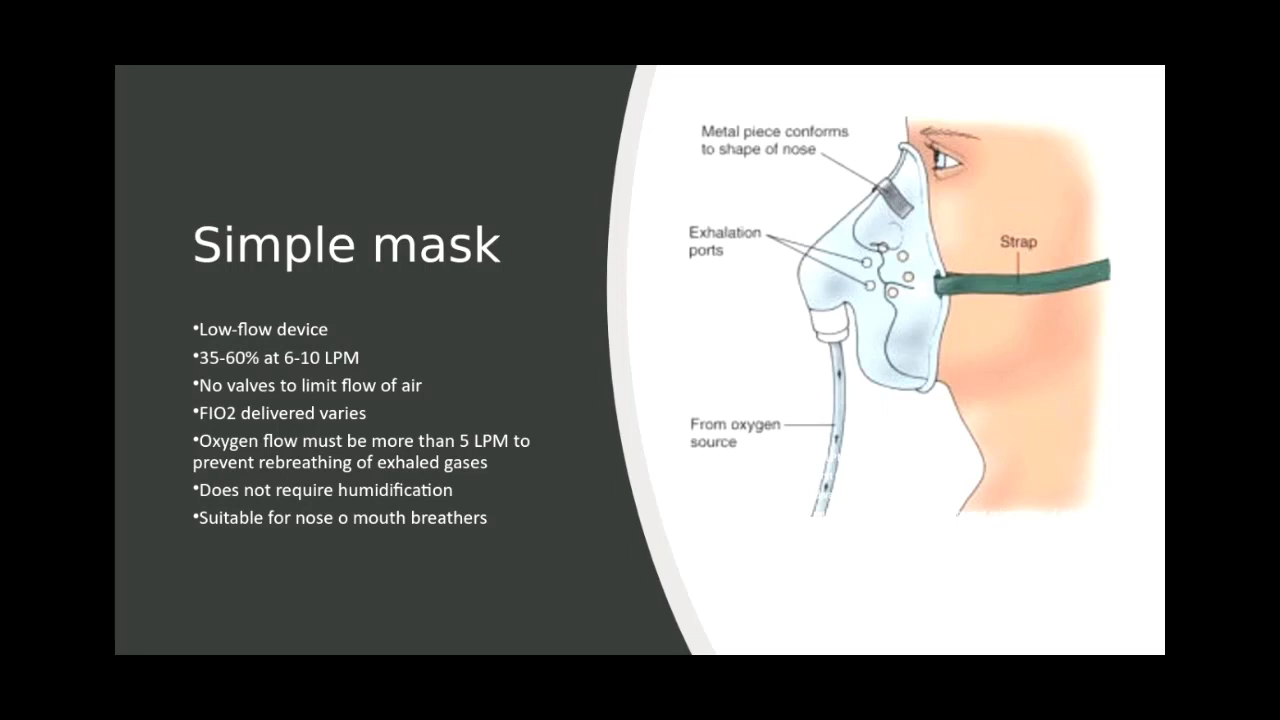 Simple mask
•Low-flow device
•35-60% at 6-10 LPM
•No valves to limit flow of air
•FIO2 delivered varies
•Oxygen flow must be more than 5 LPM to
prevent rebreathing of exhaled gases
•Does not require humidification
•Suitable for nose o mouth breathers
Metal piece conforms
to shape of nose
Exhalation
ports
Strap
From oxygen
source